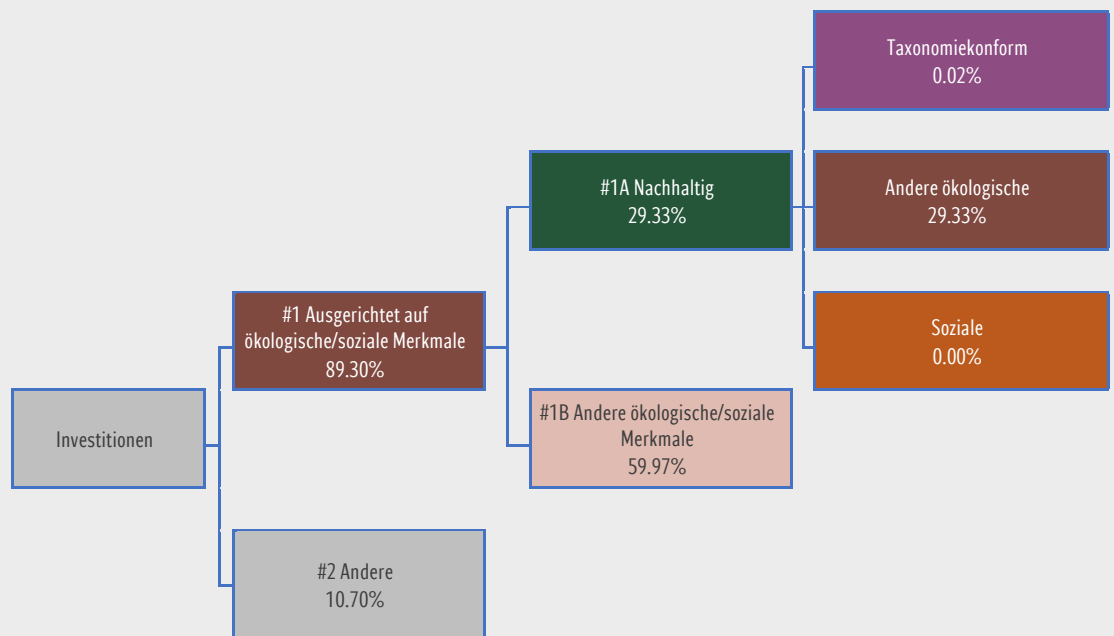 Taxonomiekonform
0.02%
#1A Nachhaltig
29.33%
Andere ökologische
29.33%
#1 Ausgerichtet auf
ökologische/soziale Merkmale
89.30%
Soziale
0.00%
Investitionen
#1B Andere ökologische/soziale
Merkmale
59.97%
#2 Andere
10.70%